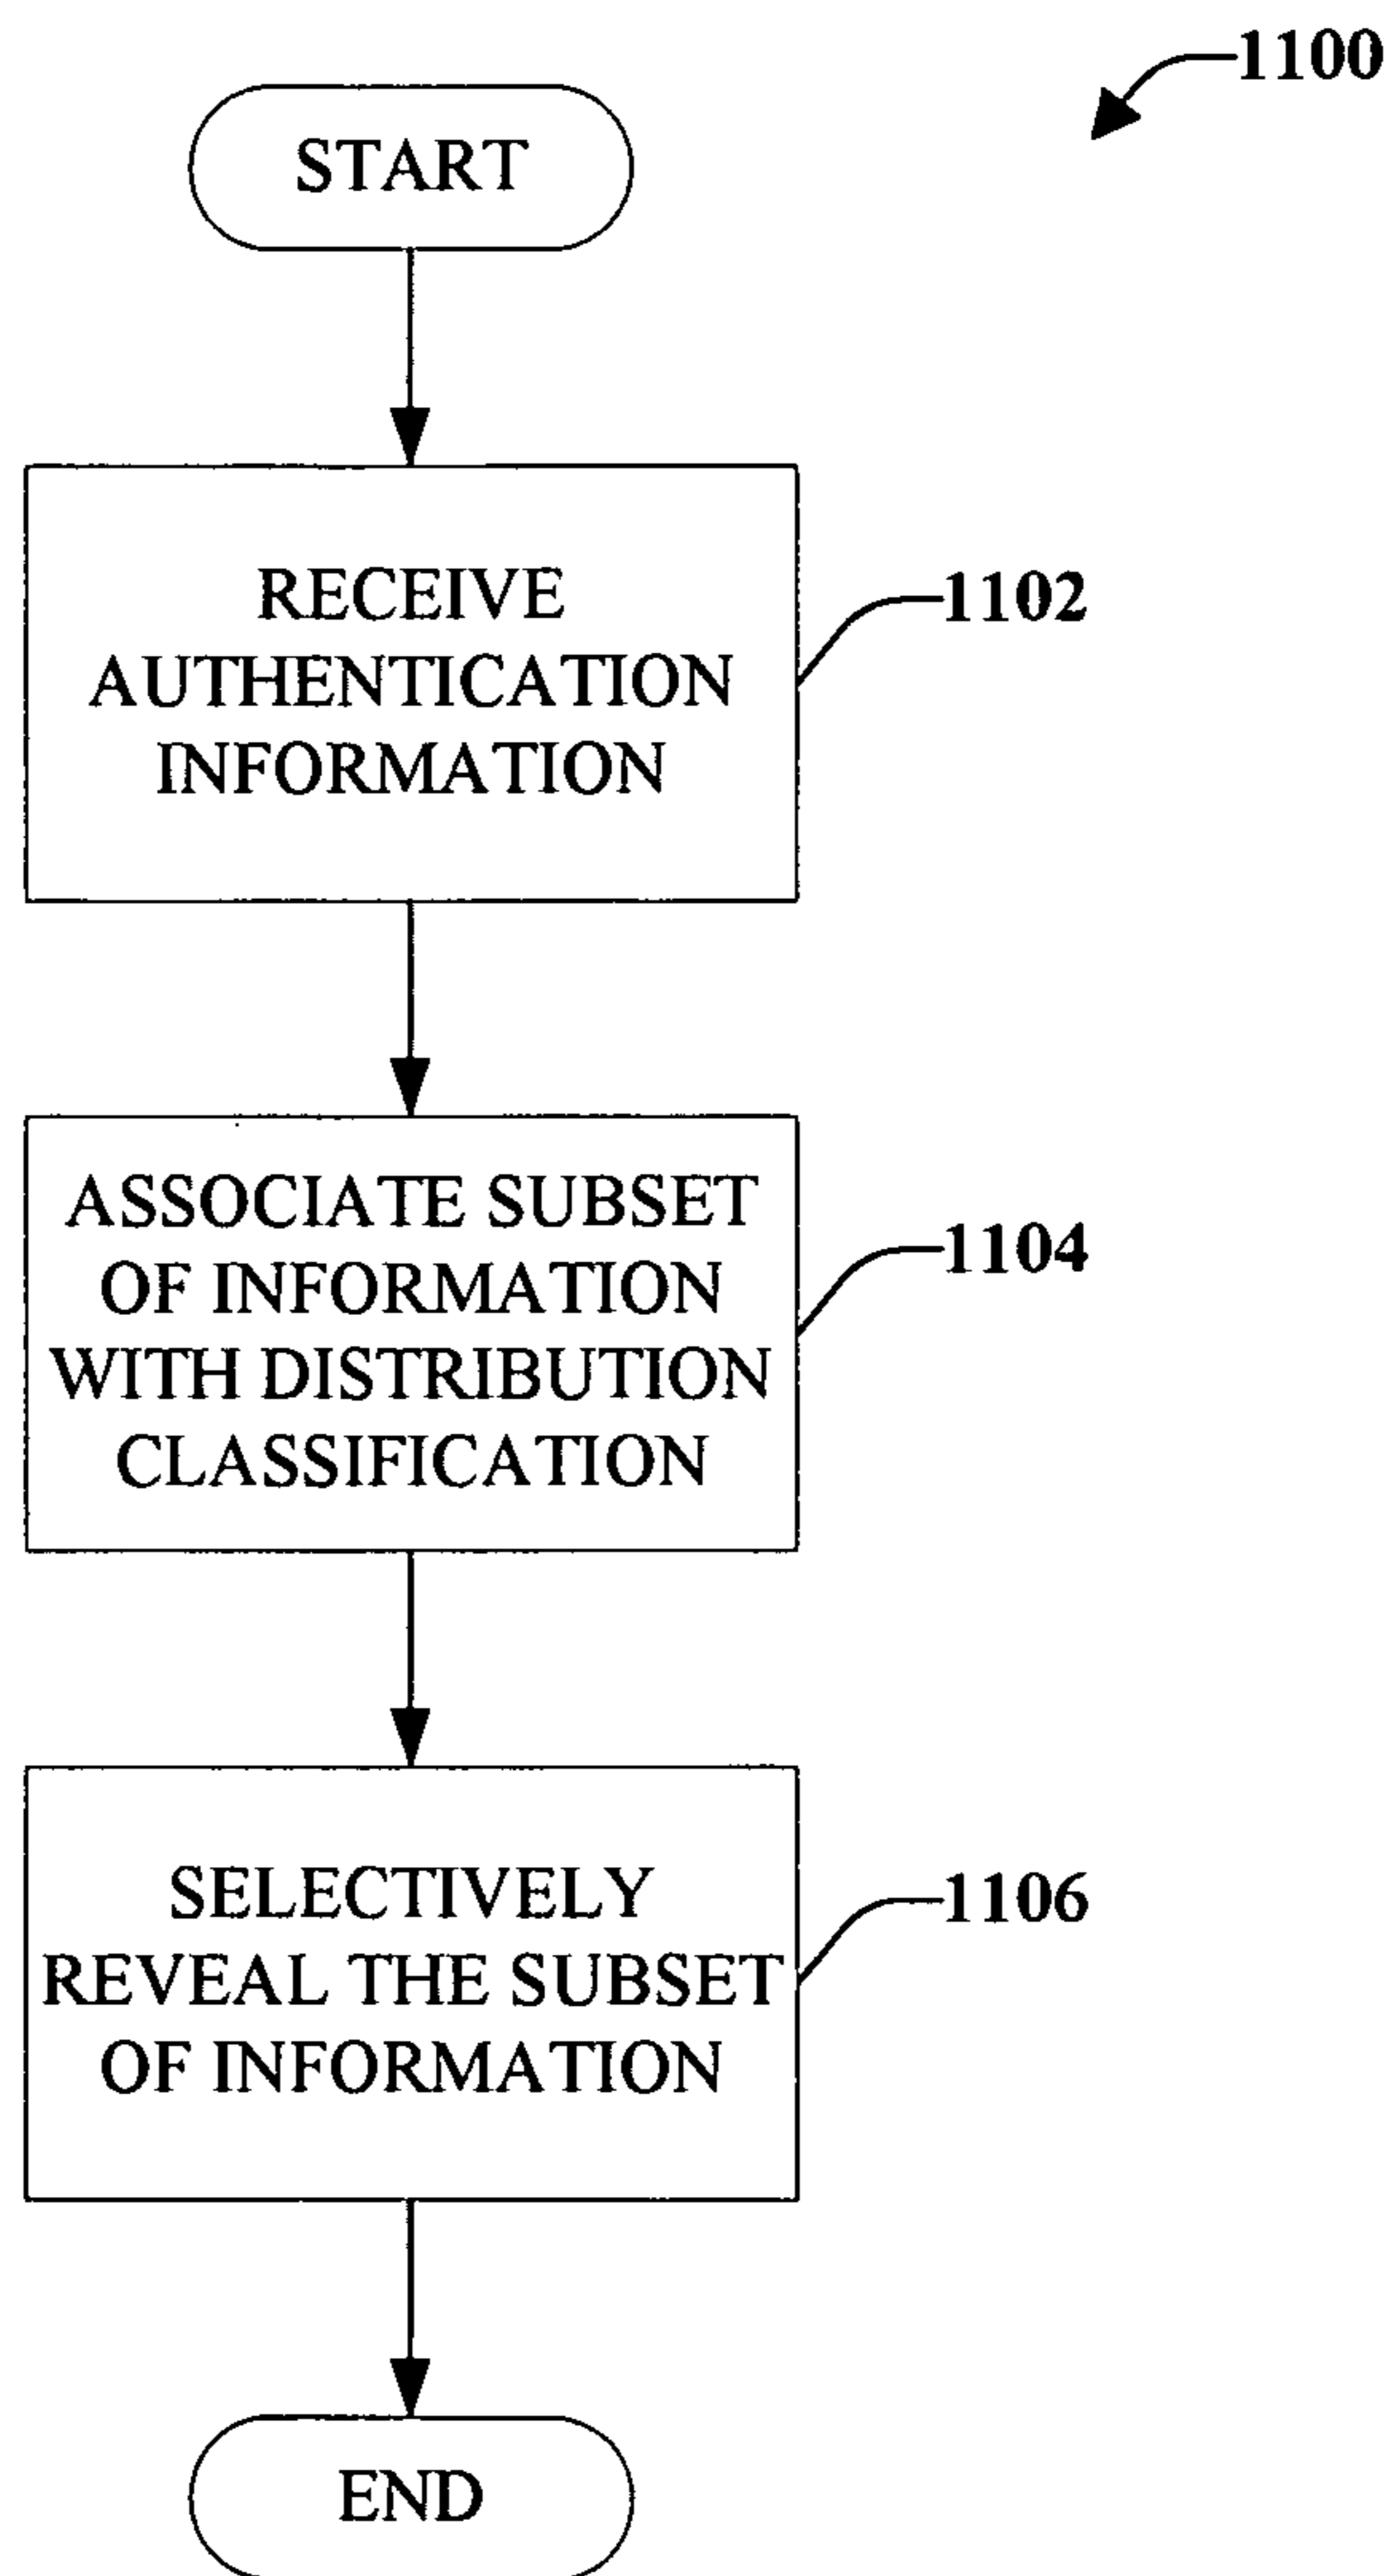 1100
START
RECEIVE
AUTHENTICATION
INFORMATION
1102
ASSOCIATE SUBSET
OF INFORMATION
WITH DISTRIBUTION
CLASSIFICATION
1104
SELECTIVELY
REVEAL THE SUBSET
OF INFORMATION
1106
END